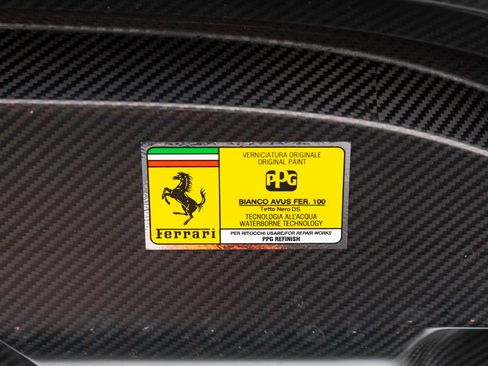 VERNICIATURA ORIGINALE
ORIGINAL PAINT
PPG
BIANCO AVUS FER. 100
Tetto Nero DS
TECNOLOGIA ALL'ACQUA
WATERBORNE TECHNOLOGY
PER RITOCCHI USARE/FOR REPAIR WORKS
PPG REFINISH
Ferrari